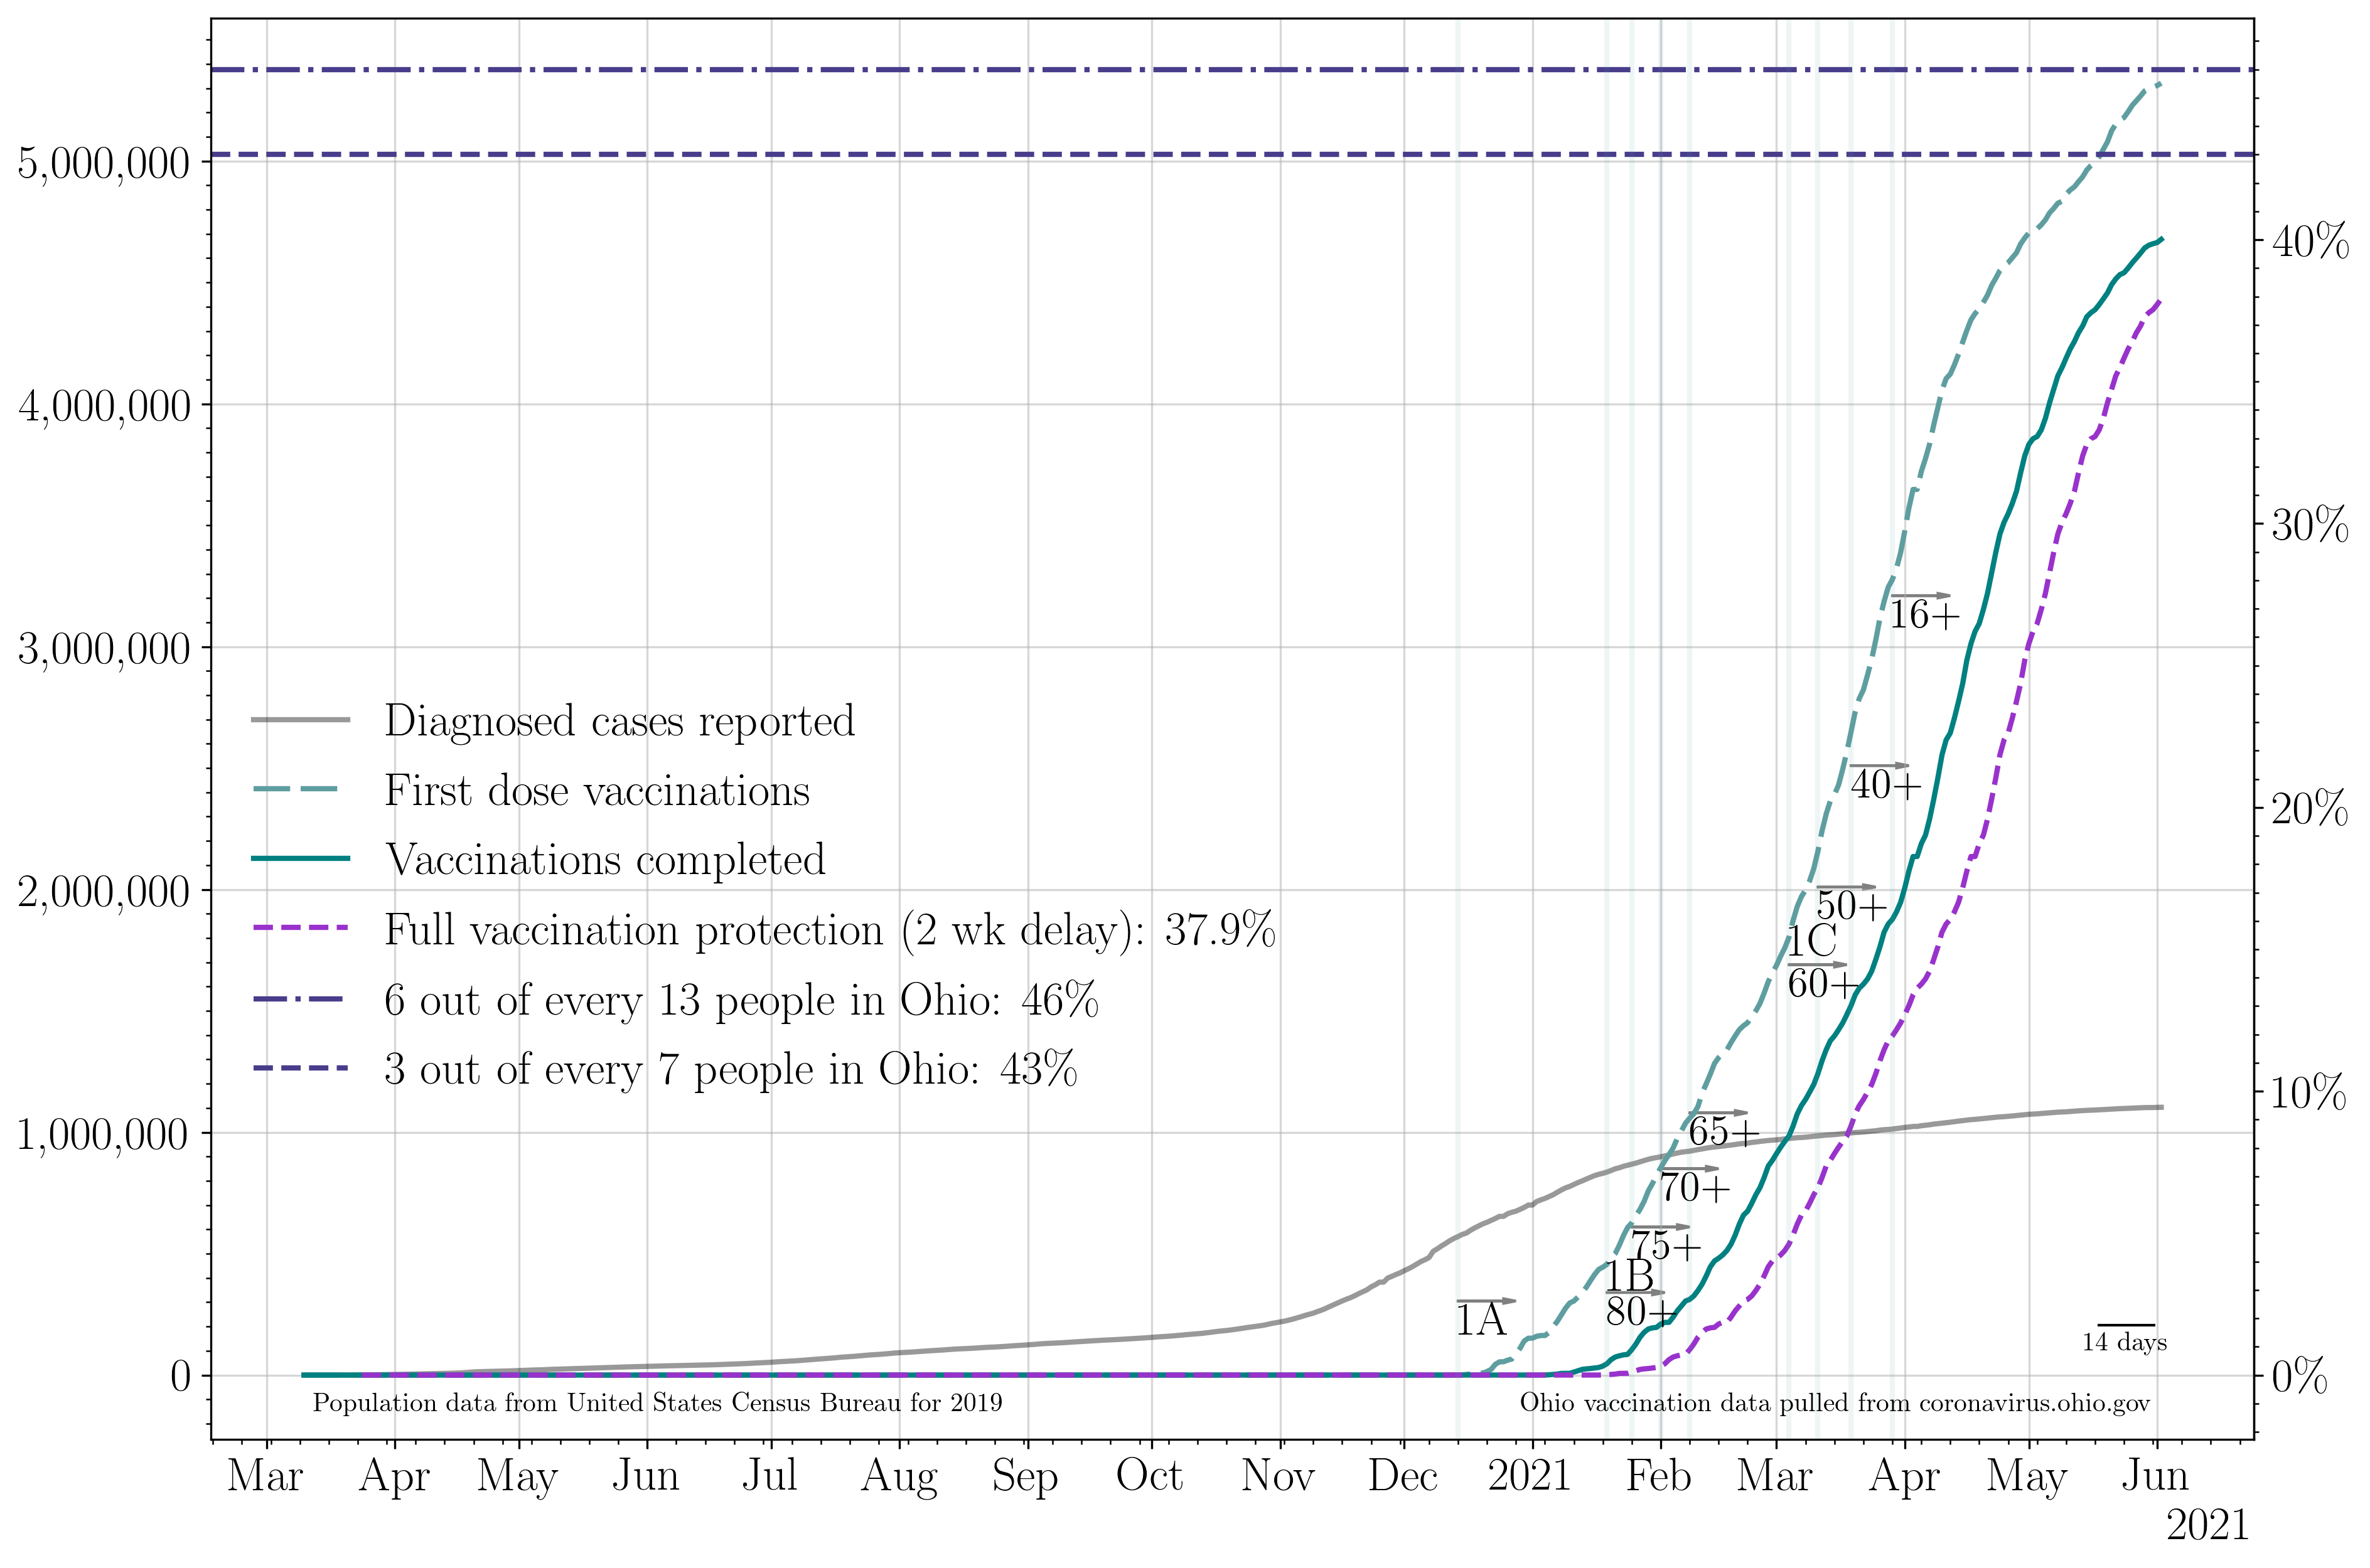 5,000,000
4,000,000
3,000,000
2,000,000
1,000,000
0
40%
30%
20%
10%
0%
Diagnosed cases reported
First dose vaccinations
Vaccinations completed
Full vaccination protection (2 wk delay): 37.9%
6 out of every 13 people in Ohio: 46%
3 out of every 7 people in Ohio: 43%
16+
40+
50+
1C
60+
65+
70+
75+
1B
80+
1A
14 days
Population data from United States Census Bureau for 2019
Ohio vaccination data pulled from coronavirus.ohio.gov
Mar Apr May Jun Jul Aug Sep Oct Nov Dec 2021 Feb Mar Apr May Jun
2021